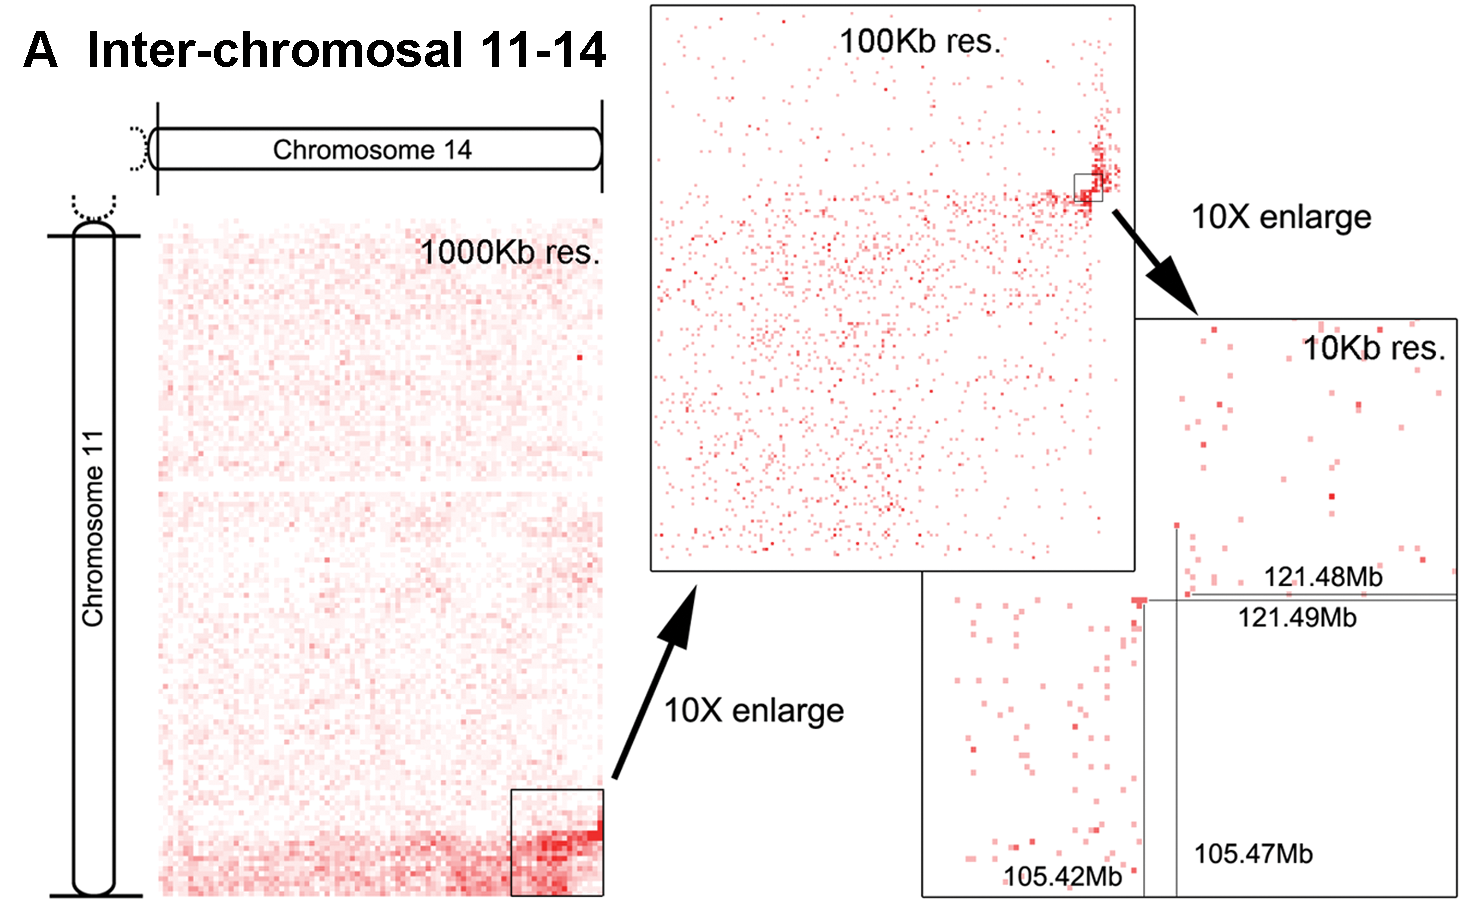 A Inter-chromosal 11-14
Chromosome 14
Chromosome 11
1000Kb res.
10X enlarge
100Kb res.
10X enlarge
10Kb res.
121.48Mb
121.49Mb
105.47Mb
105.42Mb